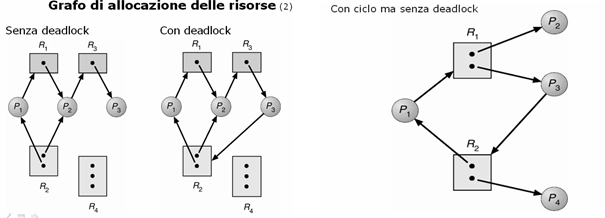 Grafo di allocazione delle risorse (2)
Senza deadlock
R1
R3
P1
P2
P3
R2
R4
Con deadlock
R1
R3
P1
P2
P3
R2
R4
Con ciclo ma senza deadlock
R1
P2
P3
P1
R2
P4